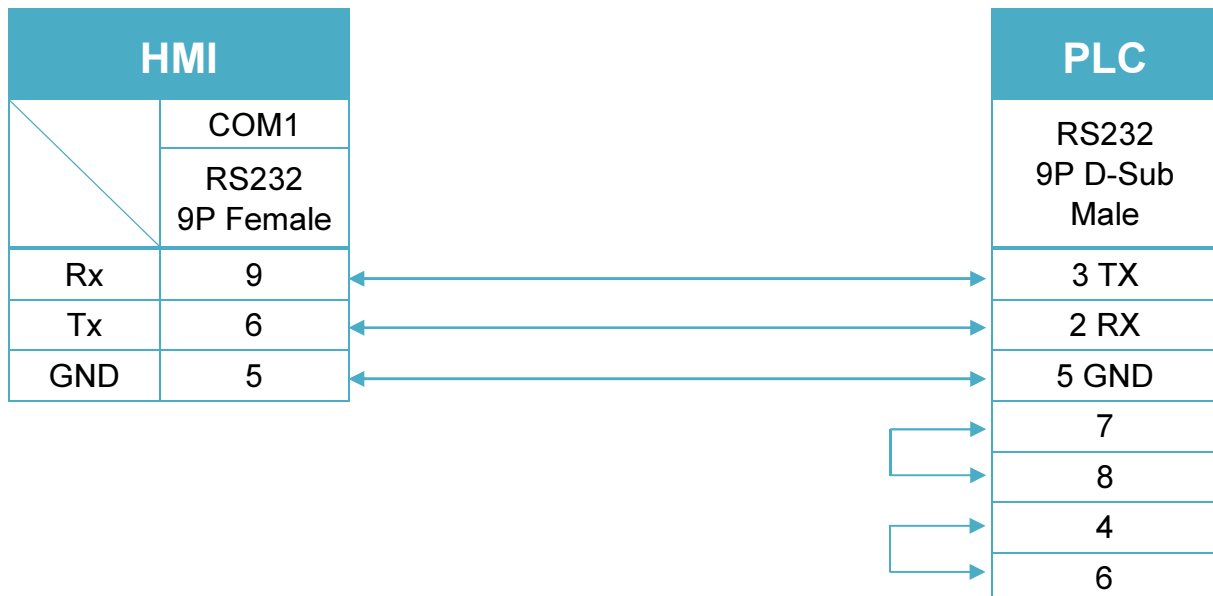 HMI
PLC
COM1
RS232
9P Female
RS232
9P D-Sub
Male
Rx 9 3 TX
Tx 6 2 RX
GND 5 5 GND
7
8
4
6